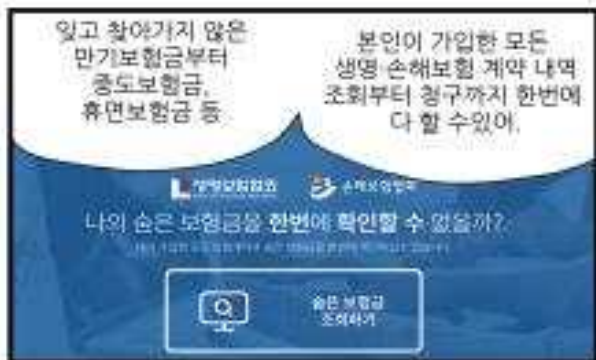 잊고 찾아가지 않은
만기보험금부터
중도보험금,
휴면보험금 등
본인이 가입한 모든
생명·손해보험 계약 내역
조회부터 청구까지 한번에
다 할 수있어.
생명보험협회
손해보험협회
나의 숨은 보험금을 한번에 확인할 수 없을까?
숨은 보험금
조회하기